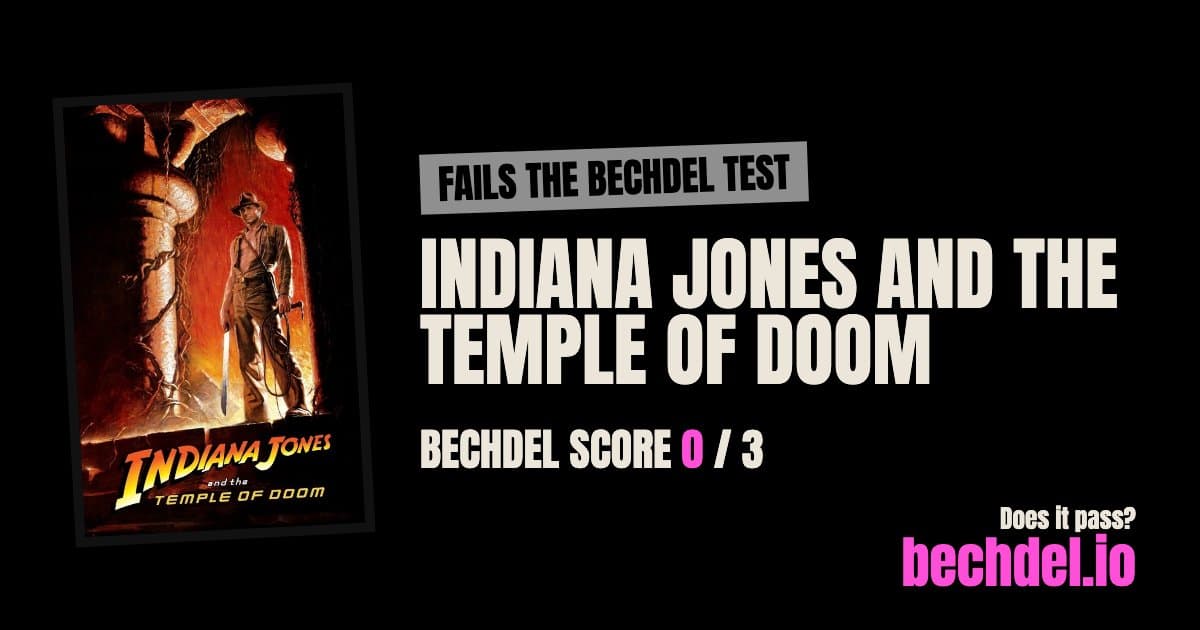 FAILS THE BECHDEL TEST
INDIANA JONES AND THE
TEMPLE OF DOOM
BECHDEL SCORE 0 / 3
INDIANA JONES
and the
TEMPLE OF DOOM
Does it pass?
bechdel.io